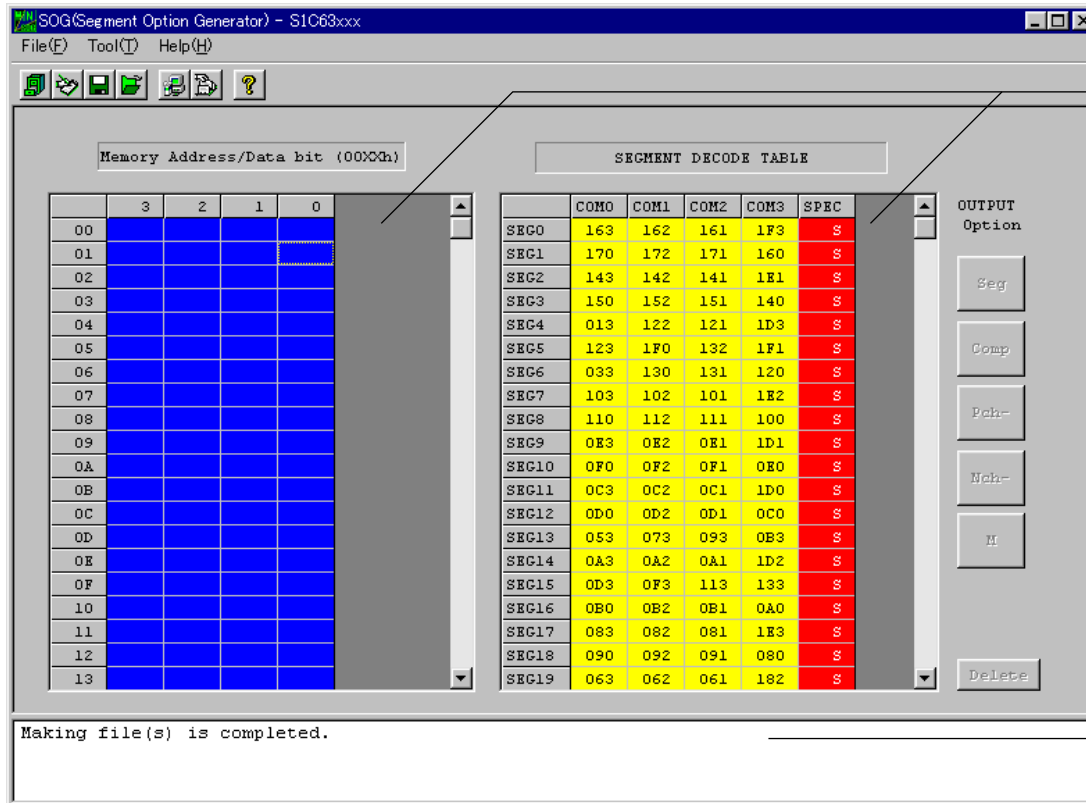 SOG(Segment Option Generator) - S1C63xxx
File(F) Tool(T) Help(H)
Memory Address/Data bit (00XXh)
3 2 1 0
00
01
02
03
04
05
06
07
08
09
0A
0B
0C
0D
0E
0F
10
11
12
13
SEGMENT DECODE TABLE
COM0 COM1 COM2 COM3 SPEC
SEG0 163 162 161 1F3 S
SEG1 170 172 171 160 S
SEG2 143 142 141 1E1 S
SEG3 150 152 151 140 S
SEG4 013 122 121 1D3 S
SEG5 123 1F0 132 1F1 S
SEG6 033 130 131 120 S
SEG7 103 102 101 1E2 S
SEG8 110 112 111 100 S
SEG9 0E3 0E2 0E1 1D1 S
SEG10 0F0 0F2 0F1 0E0 S
SEG11 0C3 0C2 0C1 1D0 S
SEG12 0D0 0D2 0D1 0C0 S
SEG13 053 073 093 0B3 S
SEG14 0A3 0A2 0A1 1D2 S
SEG15 0D3 0F3 113 133 S
SEG16 0B0 0B2 0B1 0A0 S
SEG17 083 082 081 1E3 S
SEG18 090 092 091 080 S
SEG19 063 062 061 182 S
OUTPUT
Option
Seg
Comp
Pch-
Nch-
M
Delete
Making file(s) is completed.